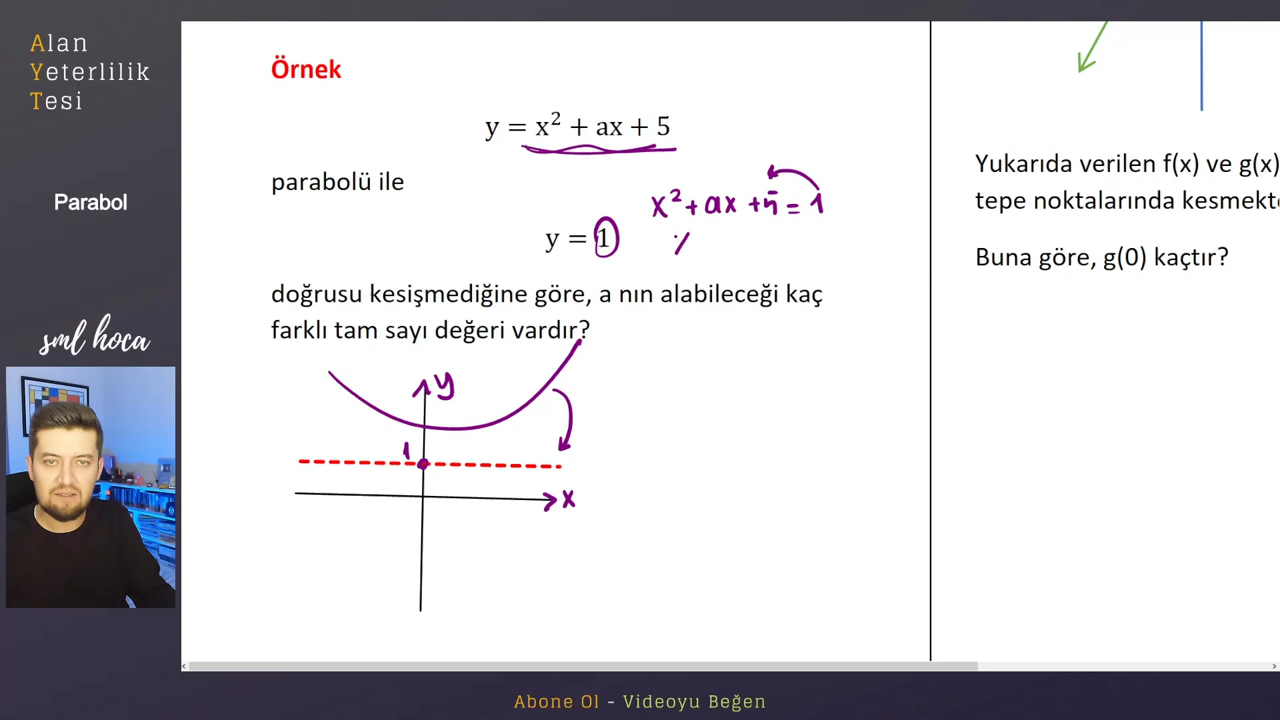 Alan
Yeterlilik
Tesi
Parabol
sml hoca
Örnek
y = x² + ax + 5
parabolü ile
x² + ax + 5 = 1
y = 1
doğrusu kesişmediğine göre, a nın alabileceği kaç
farklı tam sayı değeri vardır?
y
1
x
Yukarıda verilen f(x) ve g(x)
tepe noktalarında kesmekte
Buna göre, g(0) kaçtır?
Abone Ol - Videoyu Beğen